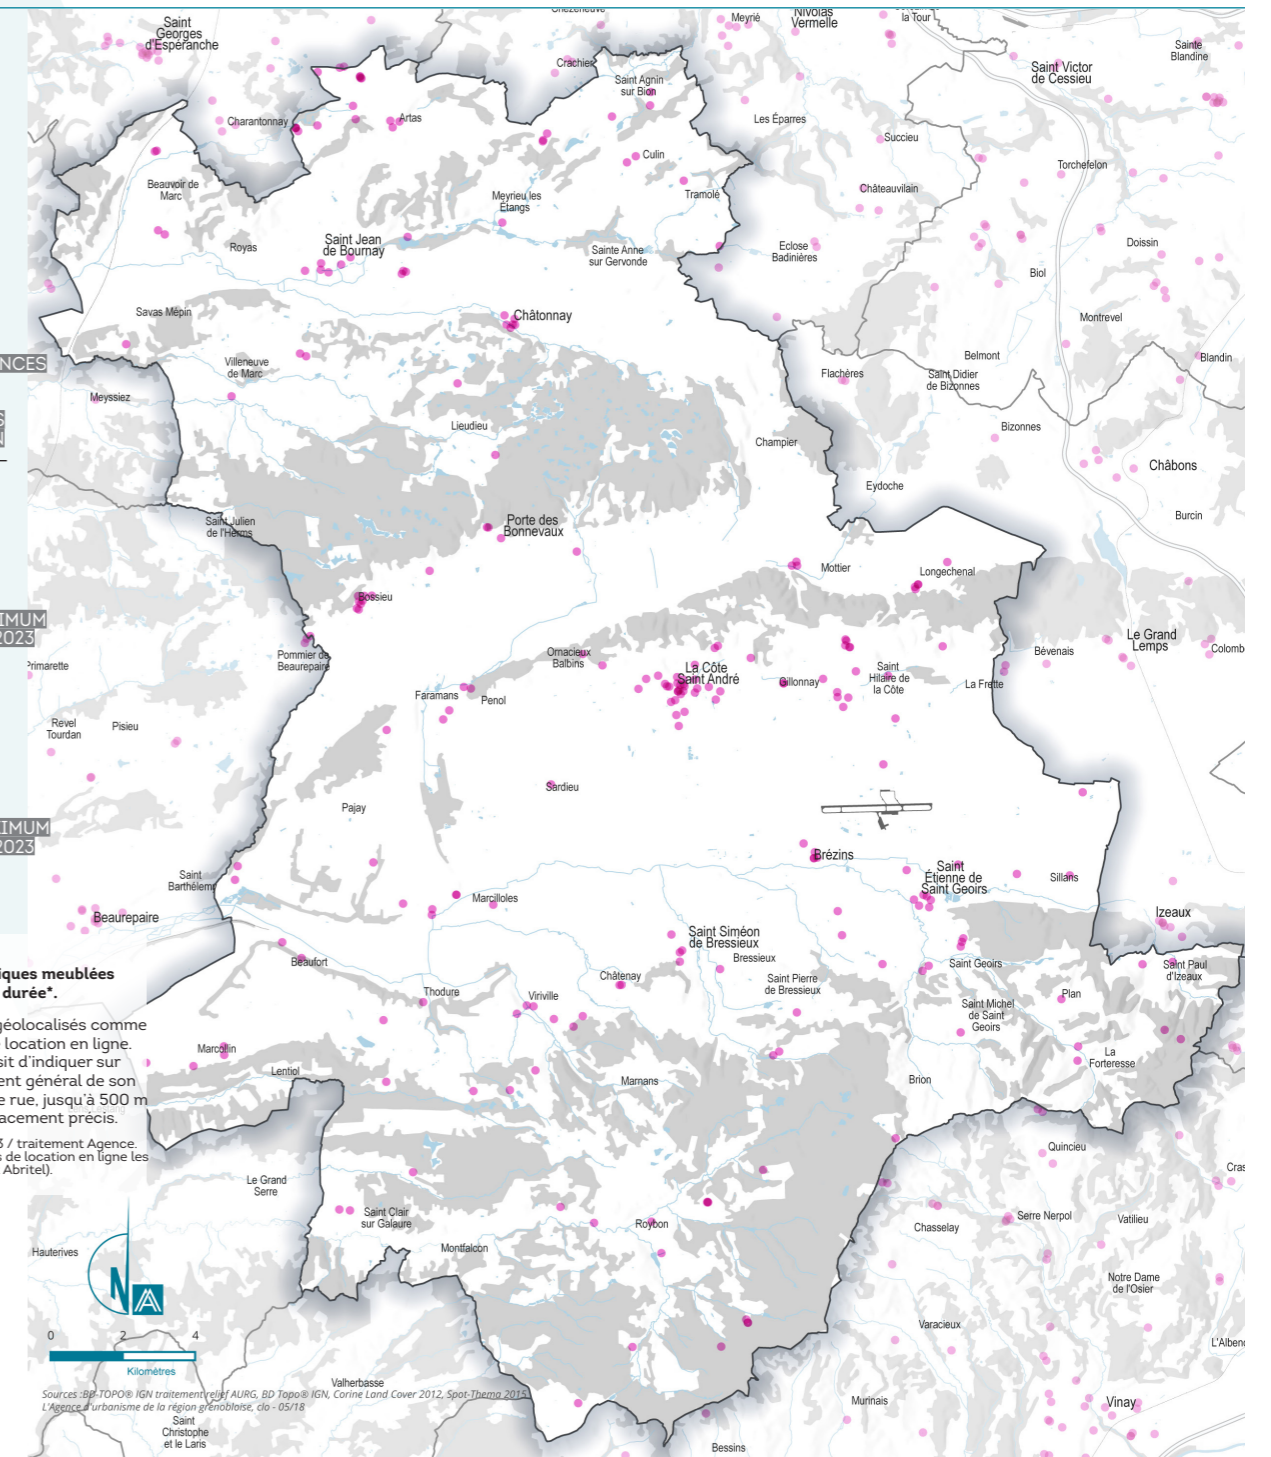 Saint
Georges
d'Espéranche
Meyrié
Nivolas
Vermelle
la Tour
Sainte
Blandine
Saint Victor
de Cessieu
Crachier
Saint Agnin
sur Bion
Charantonnay
Artas
Les Éparres
Succieu
Culin
Torchefelon
Beauvoir de
Marc
Meyrieu les
Étangs
Tramolé
Châteauvilain
Royas
Saint Jean
de Bournay
Sainte Anne
sur Gervonde
Eclose
Badinières
Doissin
Biol
Savas Mépin
Châtonnay
Montrevel
NCES
Villeneuve
de Marc
Belmont
Blandin
Flachères
Saint Didier
de Bizonnes
Meyssiez
S
N
Lieudieu
Champier
Bizonnes
Châbons
Eydoche
Saint Julien
de l'Herms
Porte des
Bonnevaux
Burcin
Mottier
Longechenal
Bossieu
IMUM
2023
Le Grand
Lemps
Colomb
Primarette
Pommier de
Beaurepaire
Ornacieux
Balbins
Bévenais
La Côte
Saint André
Gillonnay
Saint
Hilaire de
la Côte
La Frette
Faramans
Penol
Revel
Tourdan
Pisieu
Sardieu
Pajay
IMUM
2023
Brézins
Saint
Barthélemy
Saint
Étienne de
Saint Geoirs
Sillans
Marcilloles
Beaurepaire
Izeaux
Saint Siméon
de Bressieux
Bressieux
Beaufort
Saint Geoirs
Saint Paul
d'Izeaux
iques meublées
durée*.
Châtenay
Saint Pierre
de Bressieux
Thodure
Viriville
Plan
Saint Michel
de Saint
Geoirs
géolocalisés comme
location en ligne.
sit d'indiquer sur
ent général de son
e rue, jusqu'à 500 m
lacement précis.
Marcollin
Lentiol
Marnans
La
Forteresse
Brion
3 / traitement Agence.
s de location en ligne les
Abritel).
Quincieu
Cras
Le Grand
Serre
Saint Clair
sur Galaure
Roybon
Chasselay
Serre Nerpol
Vatilieu
Hauterives
Montfalcon
N
Notre Dame
de l'Osier
0 2 4
Kilomètres
Varacieux
L'Albenc
Valherbasse
Sources :BD-TOPO® IGN traitement relief AURG, BD Topo® IGN, Corine Land Cover 2012, Spot-Thema 2015
L'Agence d'urbanisme de la région grenobloise, clo - 05/18
Murinais
Vinay
Saint
Christophe
et le Laris
Bessins